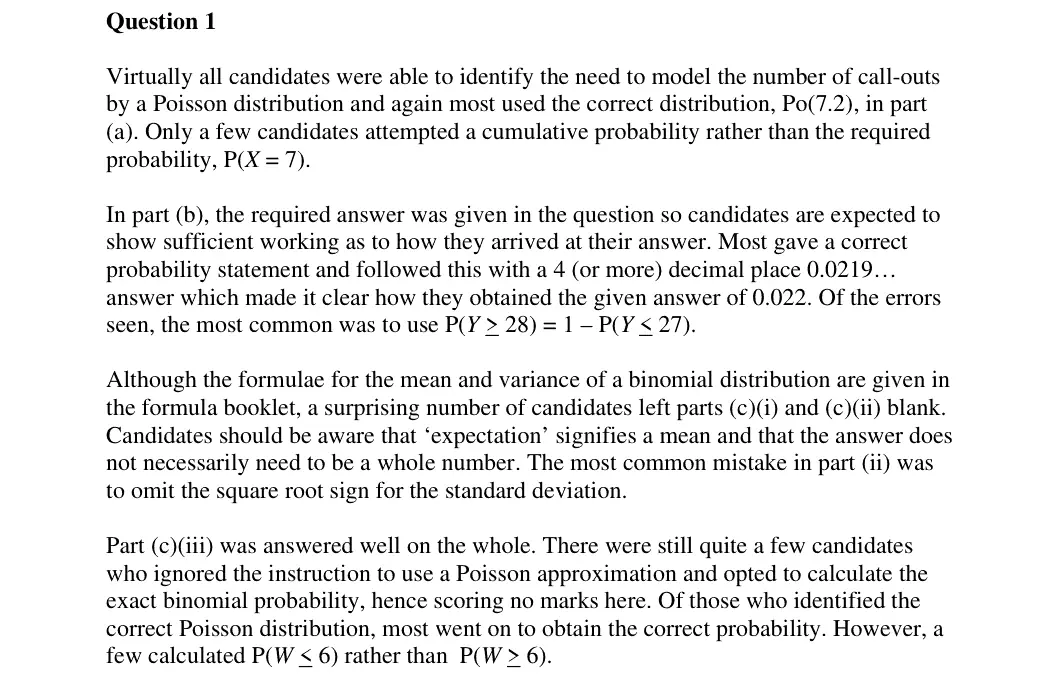 Question 1
Virtually all candidates were able to identify the need to model the number of call-outs
by a Poisson distribution and again most used the correct distribution, Po(7.2), in part
(a). Only a few candidates attempted a cumulative probability rather than the required
probability, P(X = 7).
In part (b), the required answer was given in the question so candidates are expected to
show sufficient working as to how they arrived at their answer. Most gave a correct
probability statement and followed this with a 4 (or more) decimal place 0.0219…
answer which made it clear how they obtained the given answer of 0.022. Of the errors
seen, the most common was to use P(Y ≥ 28) = 1 – P(Y ≤ 27).
Although the formulae for the mean and variance of a binomial distribution are given in
the formula booklet, a surprising number of candidates left parts (c)(i) and (c)(ii) blank.
Candidates should be aware that ‘expectation’ signifies a mean and that the answer does
not necessarily need to be a whole number. The most common mistake in part (ii) was
to omit the square root sign for the standard deviation.
Part (c)(iii) was answered well on the whole. There were still quite a few candidates
who ignored the instruction to use a Poisson approximation and opted to calculate the
exact binomial probability, hence scoring no marks here. Of those who identified the
correct Poisson distribution, most went on to obtain the correct probability. However, a
few calculated P(W ≤ 6) rather than P(W ≥ 6).